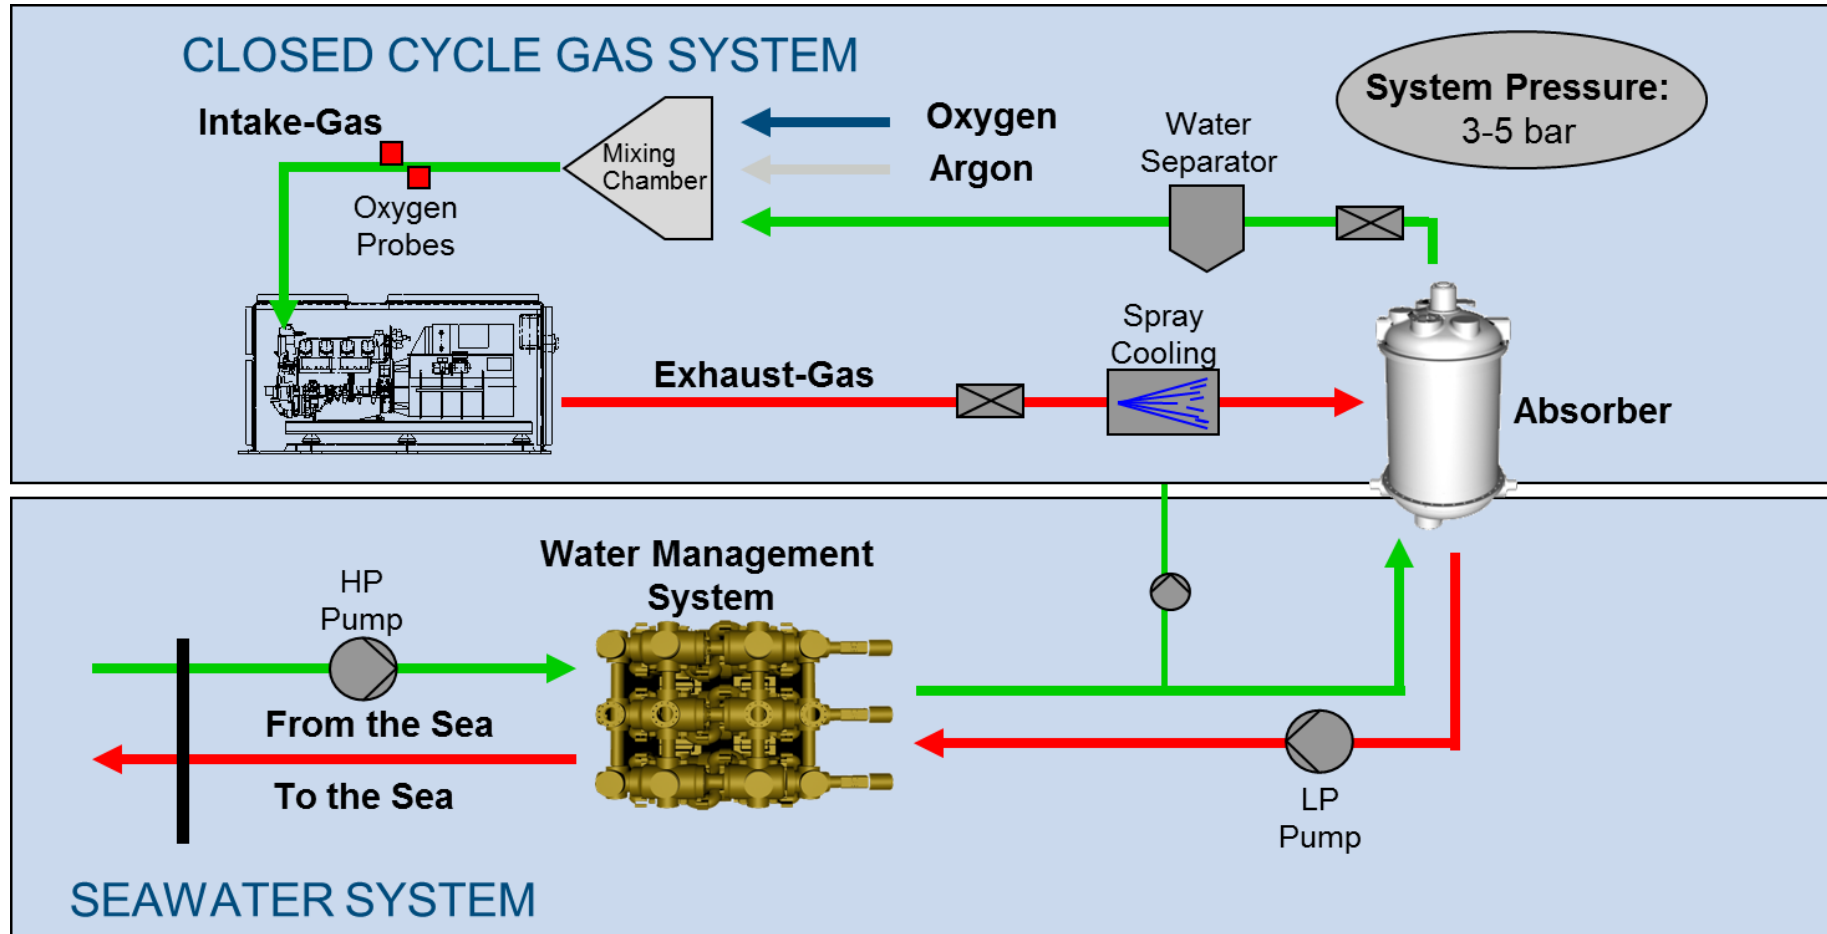 CLOSED CYCLE GAS SYSTEM
System Pressure:
3-5 bar
Intake-Gas
Oxygen
Argon
Water
Separator
Mixing
Chamber
Oxygen
Probes
Spray
Cooling
Exhaust-Gas
Absorber
Water Management
System
HP
Pump
From the Sea
To the Sea
LP
Pump
SEAWATER SYSTEM